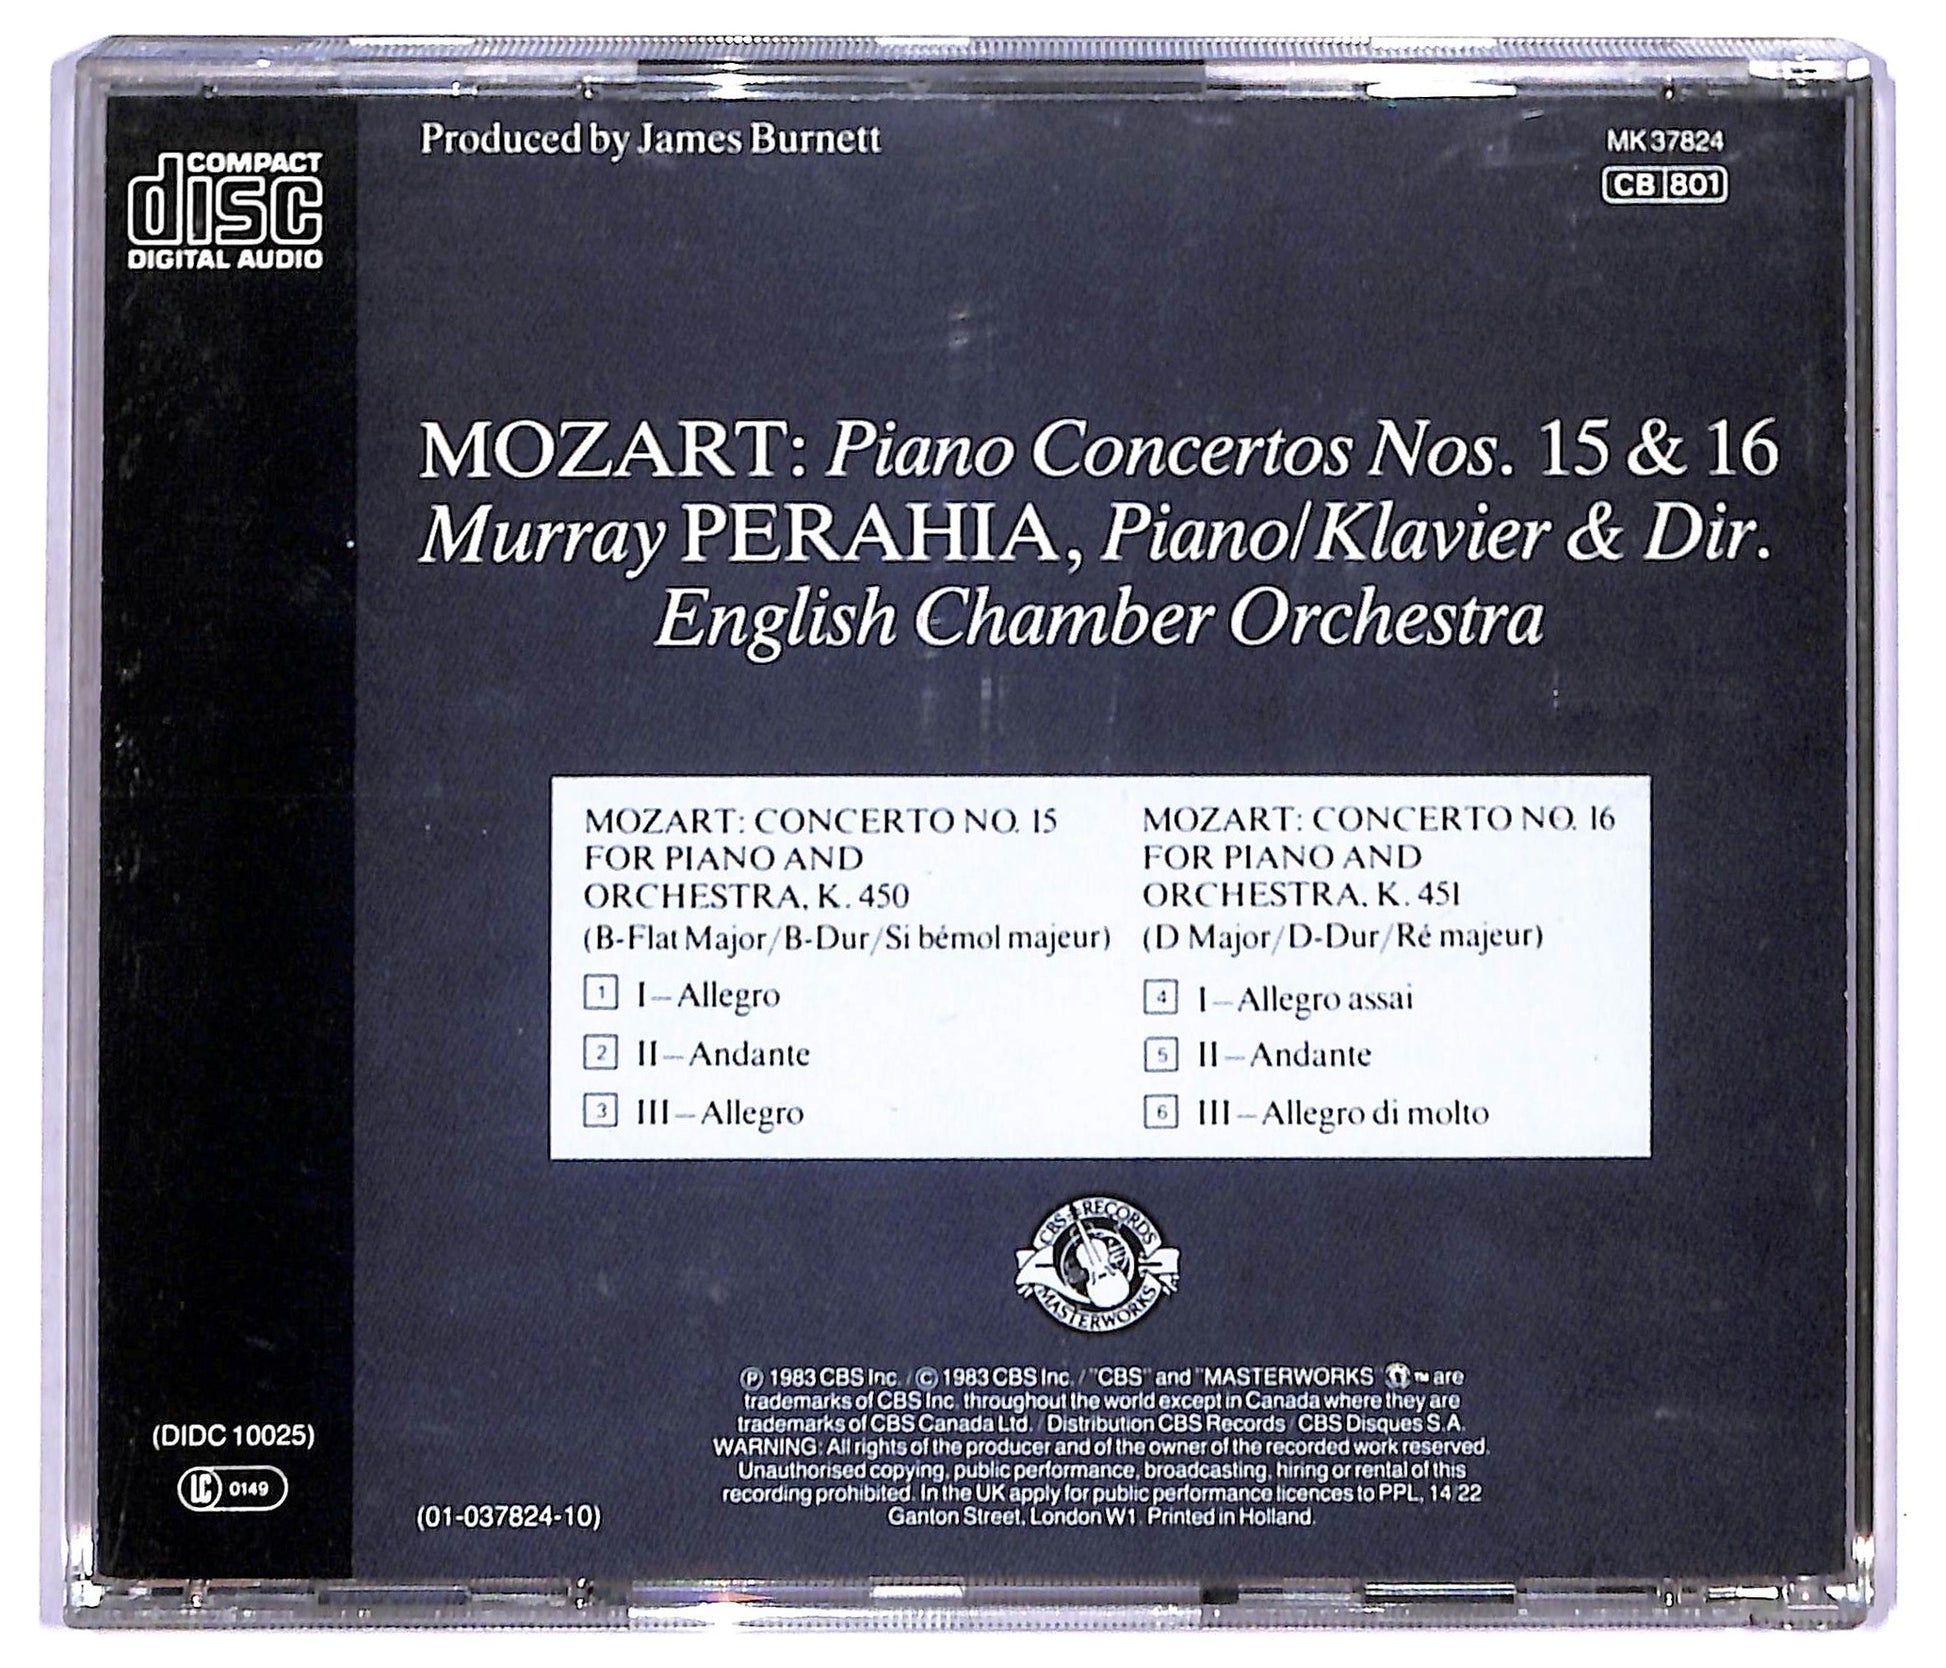 COMPACT
disc
DIGITAL AUDIO
Produced by James Burnett
MK 37824
CB 801
MOZART: Piano Concertos Nos. 15 & 16
Murray PERAHIA, Piano/Klavier & Dir.
English Chamber Orchestra
MOZART: CONCERTO NO. 15
FOR PIANO AND
ORCHESTRA, K. 450
(B-Flat Major/B-Dur/Si bémol majeur)
1 I—Allegro
2 II—Andante
3 III—Allegro
MOZART: CONCERTO NO. 16
FOR PIANO AND
ORCHESTRA, K. 451
(D Major/D-Dur/Ré majeur)
4 I—Allegro assai
5 II—Andante
6 III—Allegro di molto
CBS RECORDS
MASTERWORKS
℗ 1983 CBS Inc. / © 1983 CBS Inc. / "CBS" and "MASTERWORKS" ™ are
trademarks of CBS Inc. throughout the world except in Canada where they are
trademarks of CBS Canada Ltd. / Distribution CBS Records / CBS Disques S.A.
WARNING: All rights of the producer and of the owner of the recorded work reserved.
Unauthorised copying, public performance, broadcasting, hiring or rental of this
recording prohibited. In the UK apply for public performance licences to PPL, 14/22
Ganton Street, London W1. Printed in Holland.
(DIDC 10025)
LC 0149
(01-037824-10)